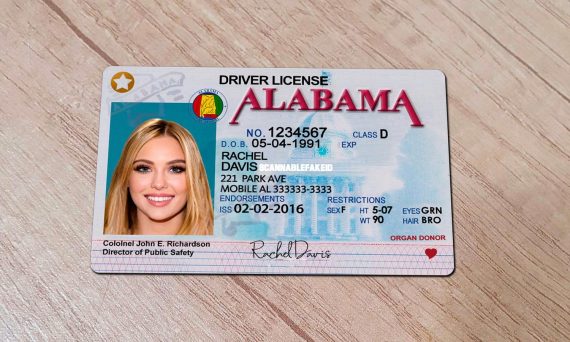 DRIVER LICENSE
ALABAMA
NO. 1234567 CLASS D
D.O.B. 05-04-1991 EXP
RACHEL
DAVIS
SCANNABLEFAKEID
221 PARK AVE
MOBILE AL 333333-3333
ENDORSEMENTS RESTRICTIONS
ISS 02-02-2016 SEX F HT 5-07 EYES GRN
WT 90 HAIR BRO
ORGAN DONOR
Coloinel John E. Richardson
Director of Public Safety
Rachel Davis